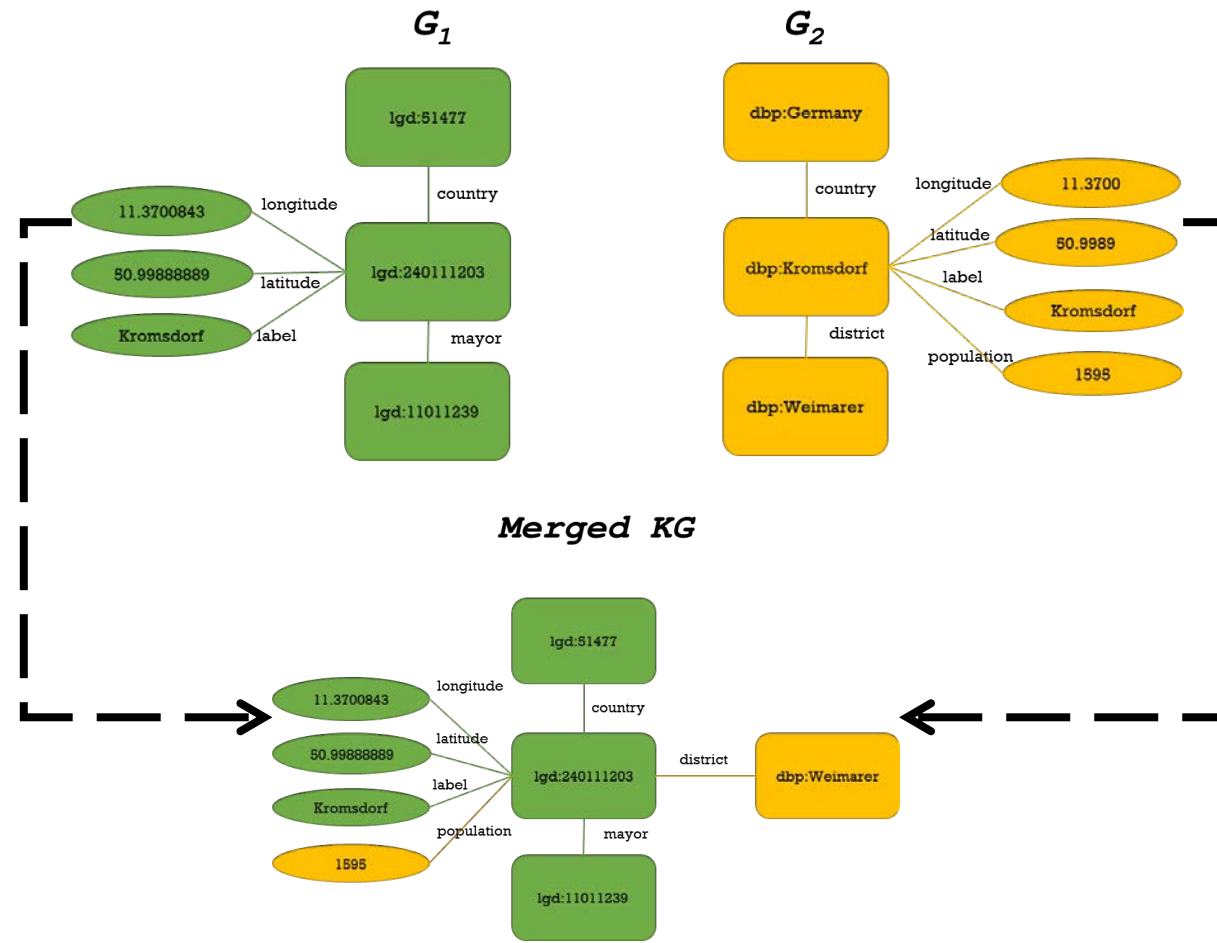 G1
G2
lgd:51477
country
11.3700843
longitude
50.99888889
latitude
Kromsdorf
label
lgd:240111203
mayor
lgd:11011239
dbp:Germany
country
dbp:Kromsdorf
longitude
11.3700
latitude
50.9989
label
Kromsdorf
population
1595
district
dbp:Weimarer
Merged KG
lgd:51477
country
11.3700843
longitude
50.99888889
latitude
Kromsdorf
label
1595
population
lgd:240111203
district
dbp:Weimarer
mayor
lgd:11011239